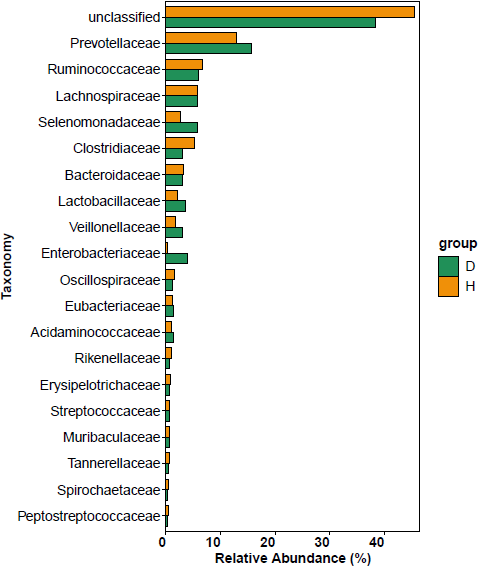 unclassified
Prevotellaceae
Ruminococcaceae
Lachnospiraceae
Selenomonadaceae
Clostridiaceae
Bacteroidaceae
Lactobacillaceae
Veillonellaceae
Enterobacteriaceae
Oscillospiraceae
Eubacteriaceae
Acidaminococcaceae
Rikenellaceae
Erysipelotrichaceae
Streptococcaceae
Muribaculaceae
Tannerellaceae
Spirochaetaceae
Peptostreptococcaceae
Taxonomy
0 10 20 30 40
Relative Abundance (%)
group
D
H